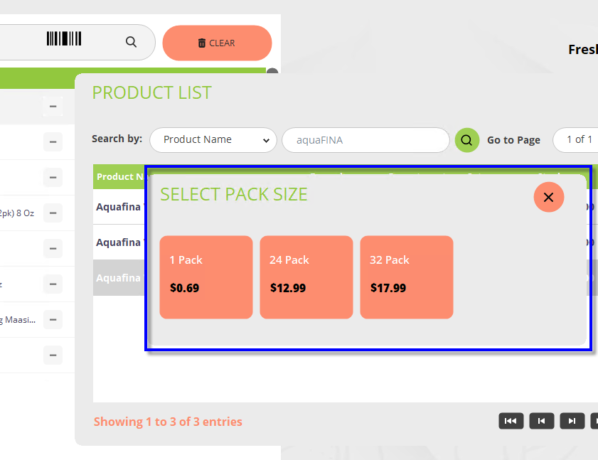 CLEAR
Fresh
PRODUCT LIST
Search by: Product Name aquaFINA Go to Page 1 of 1
Product N
SELECT PACK SIZE
Aquafina
2pk) 8 Oz
1 Pack 24 Pack 32 Pack
Aquafina
$0.69 $12.99 $17.99
Aquafina
g Maasi...
Showing 1 to 3 of 3 entries